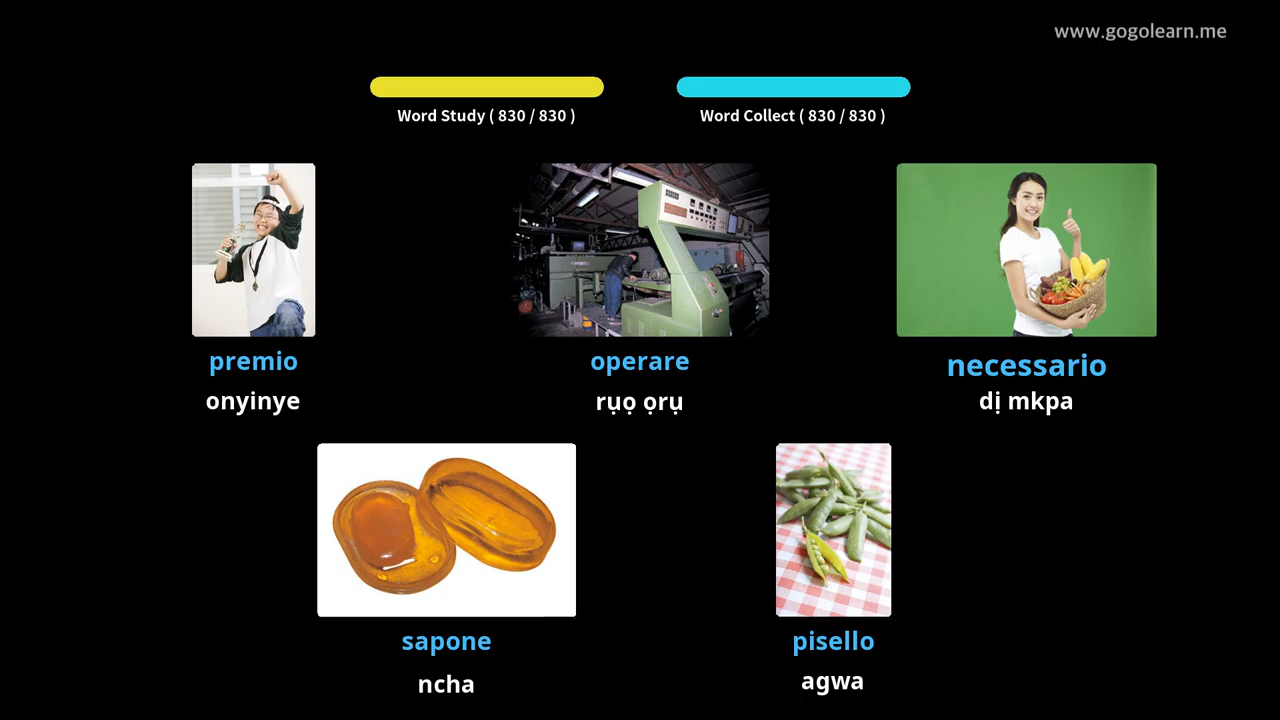 www.gogolearn.me
Word Study ( 830 / 830 )
Word Collect ( 830 / 830 )
premio
operare
necessario
onyinye
rụọ ọrụ
dị mkpa
sapone
pisello
ncha
agwa